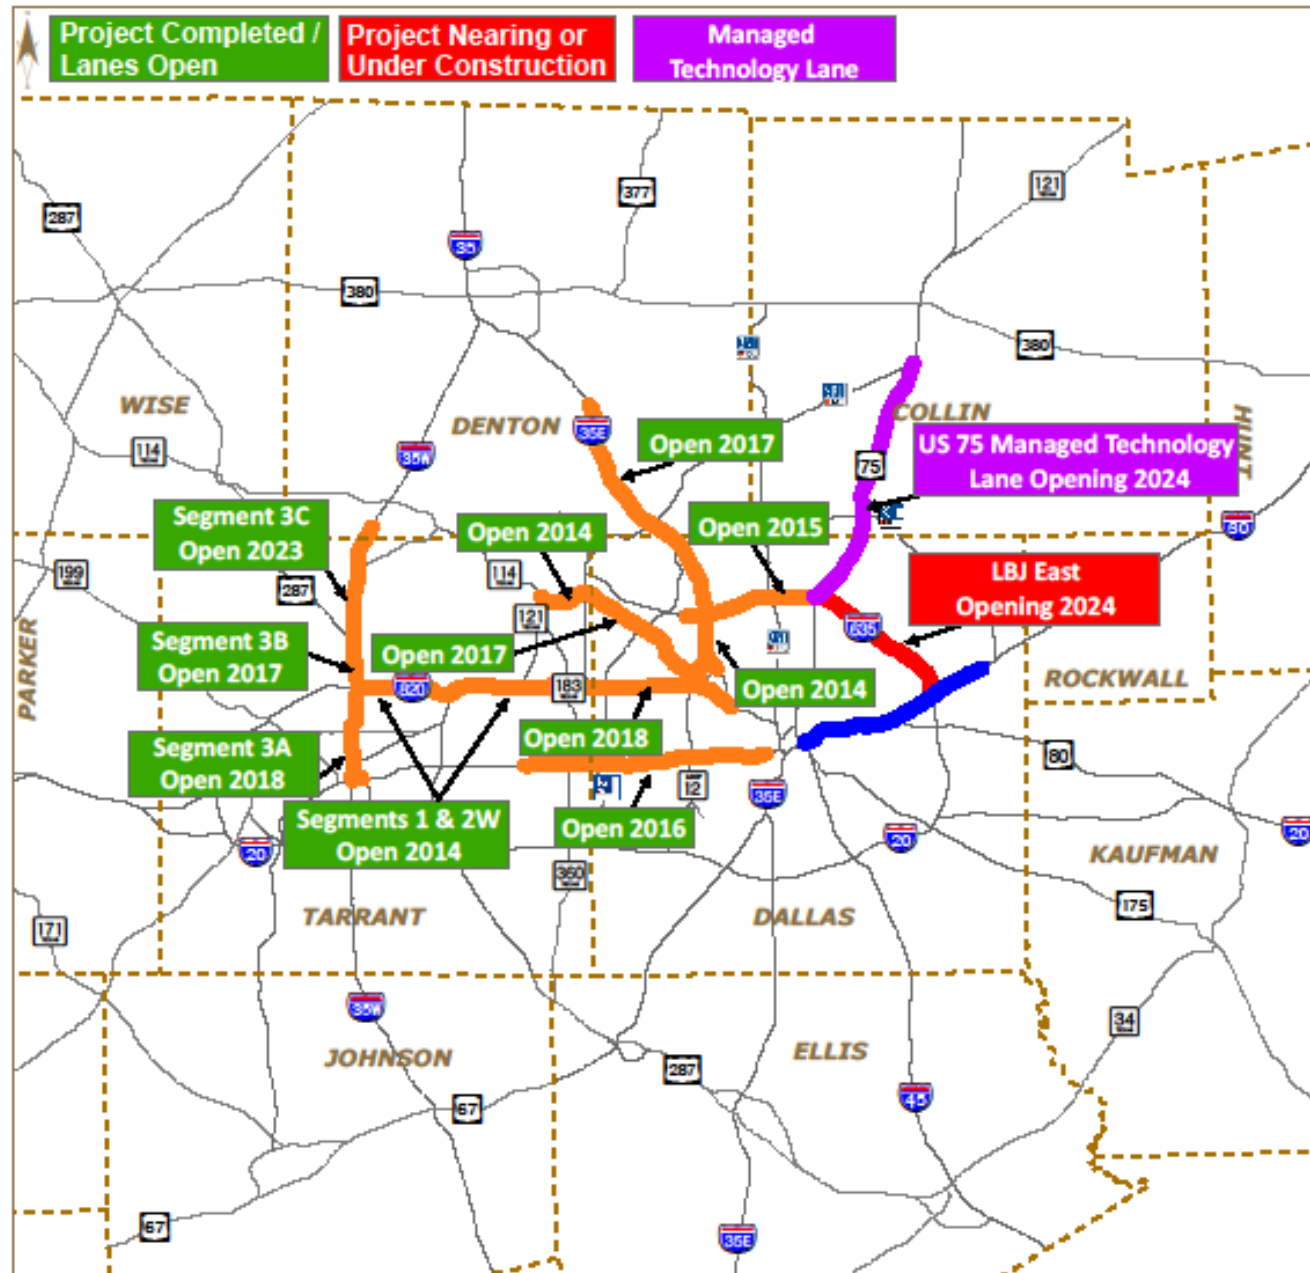 Project Completed /
Lanes Open
Project Nearing or
Under Construction
Managed
Technology Lane
121
377
287
35
380
380
WISE
DENTON
COLLIN
HUNT
35E
Open 2017
114
35W
75
US 75 Managed Technology
Lane Opening 2024
Segment 3C
Open 2023
Open 2014
Open 2015
199
287
114
121
LBJ East
Opening 2024
635
PARKER
Segment 3B
Open 2017
Open 2017
820
183
Open 2014
ROCKWALL
Segment 3A
Open 2018
Open 2018
80
12
35E
Segments 1 & 2W
Open 2014
Open 2016
20
20
20
KAUFMAN
360
175
171
TARRANT
DALLAS
35W
34
JOHNSON
ELLIS
287
67
45
67
35E